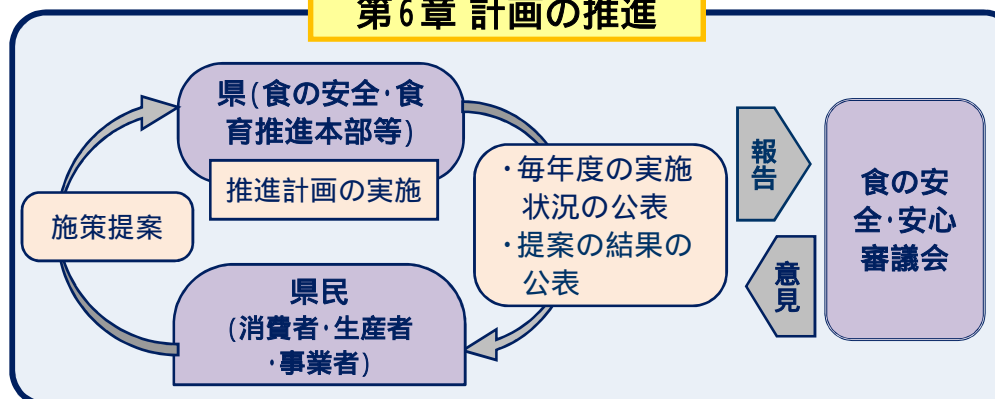 第6章 計画の推進
県(食の安全・食
育推進本部等)
推進計画の実施
施策提案
・毎年度の実施
状況の公表
・提案の結果の
公表
県民
(消費者・生産者
・事業者)
報告
意見
食の安
全・安心
審議会